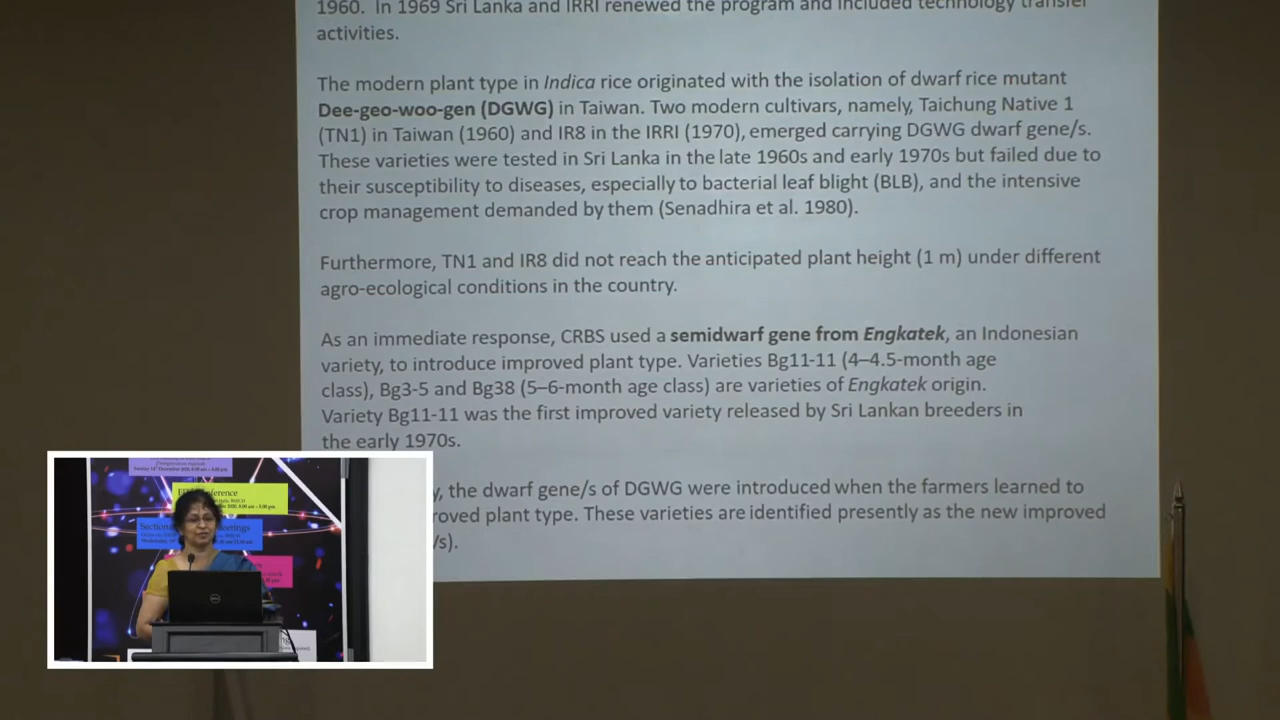 1960. In 1969 Sri Lanka and IRRI renewed the program and included technology transfer
activities.
The modern plant type in Indica rice originated with the isolation of dwarf rice mutant
Dee-geo-woo-gen (DGWG) in Taiwan. Two modern cultivars, namely, Taichung Native 1
(TN1) in Taiwan (1960) and IR8 in the IRRI (1970), emerged carrying DGWG dwarf gene/s.
These varieties were tested in Sri Lanka in the late 1960s and early 1970s but failed due to
their susceptibility to diseases, especially to bacterial leaf blight (BLB), and the intensive
crop management demanded by them (Senadhira et al. 1980).
Furthermore, TN1 and IR8 did not reach the anticipated plant height (1 m) under different
agro-ecological conditions in the country.
As an immediate response, CRBS used a semidwarf gene from Engkatek, an Indonesian
variety, to introduce improved plant type. Varieties Bg11-11 (4–4.5-month age
class), Bg3-5 and Bg38 (5–6-month age class) are varieties of Engkatek origin.
Variety Bg11-11 was the first improved variety released by Sri Lankan breeders in
the early 1970s.
y, the dwarf gene/s of DGWG were introduced when the farmers learned to
roved plant type. These varieties are identified presently as the new improved
/s).
DELL